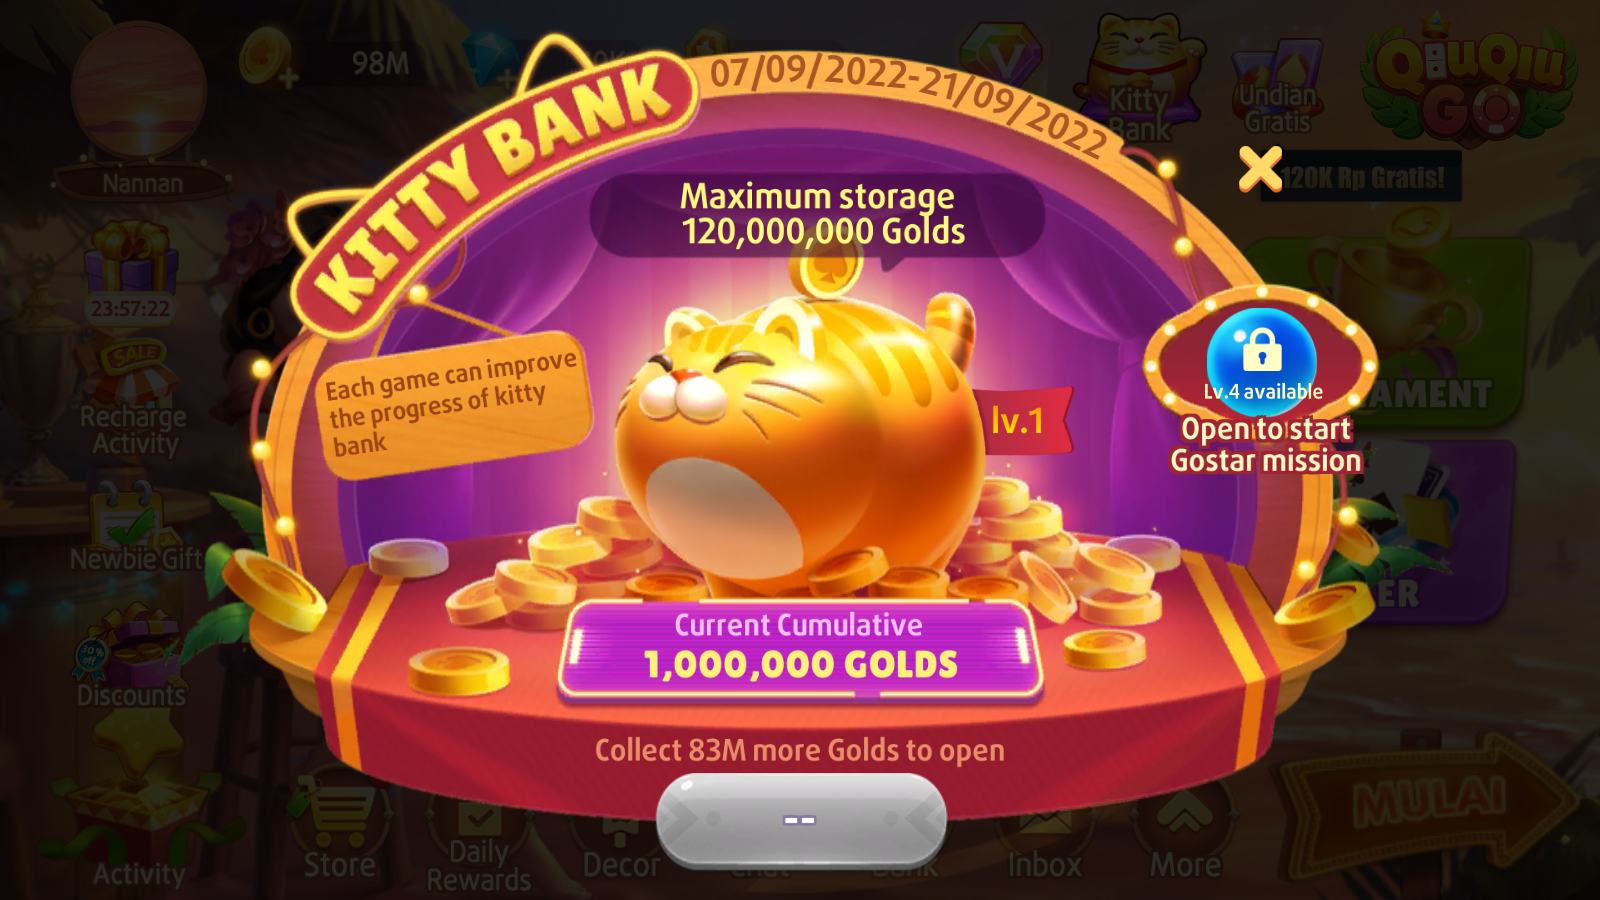 98M
07/09/2022-21/09/2022
KITTY BANK
Kitty
Bank
Undian
Gratis
QIUQIU
GO
Nannan
120K Rp Gratis!
Maximum storage
120,000,000 Golds
23:57:22
SALE
Recharge
Activity
Each game can improve
the progress of kitty
bank
lv.1
Lv.4 available
Open to start
Gostar mission
Newbie Gift
30%
off
Discounts
Current Cumulative
1,000,000 GOLDS
Collect 83M more Golds to open
--
MULAI
Activity
Store
Daily
Rewards
Decor
Inbox
More